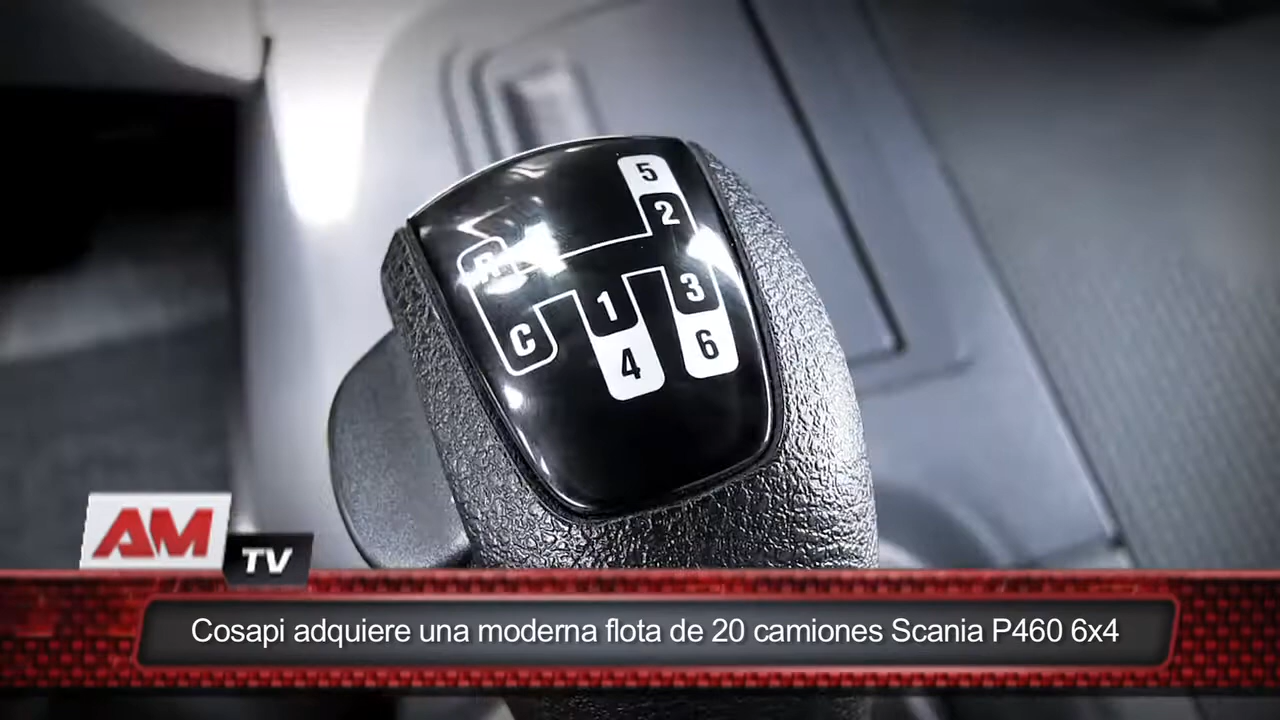 5
2
R
1
3
C
4
6
AM
TV
Cosapi adquiere una moderna flota de 20 camiones Scania P460 6x4